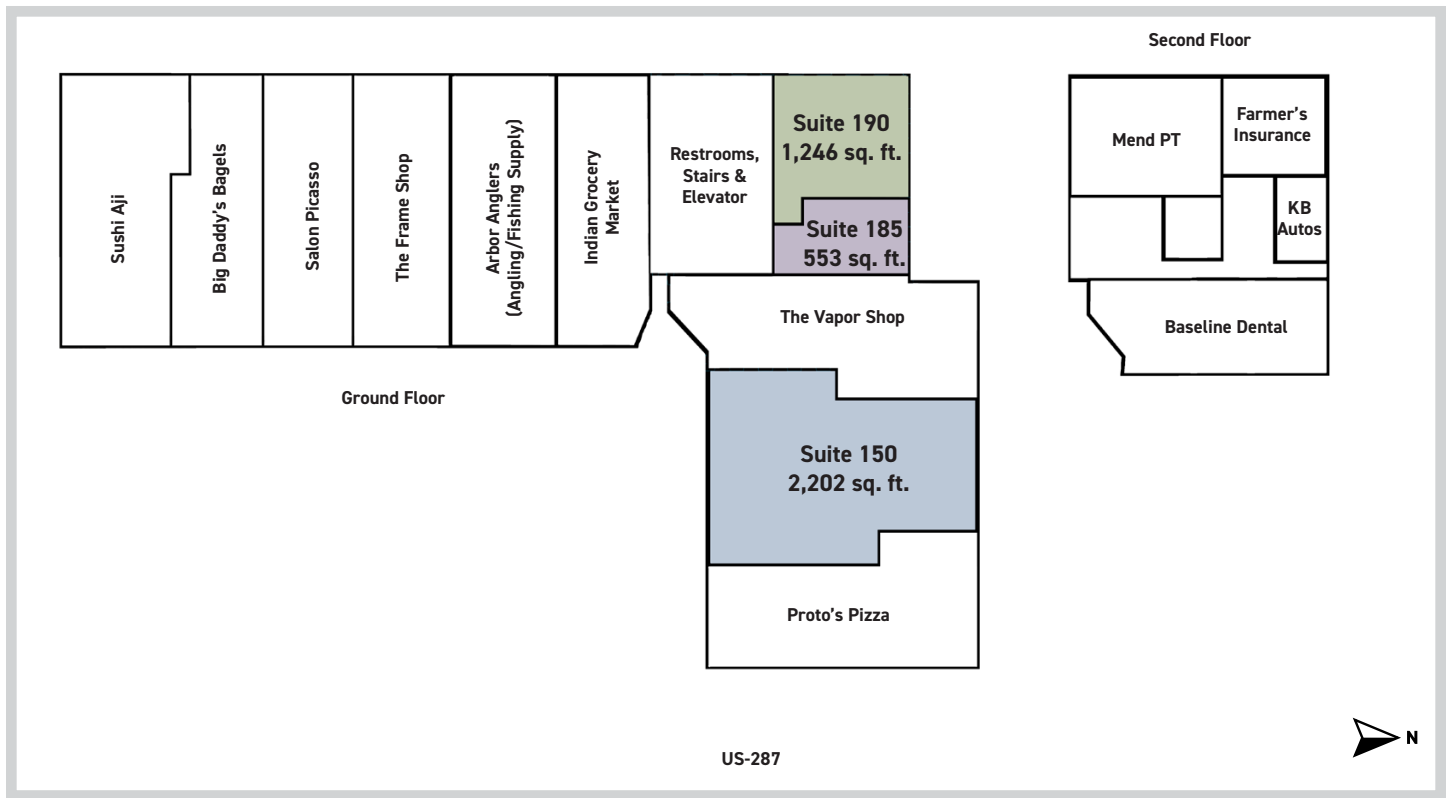 Second Floor
Sushi Aji
Big Daddy's Bagels
Salon Picasso
The Frame Shop
Arbor Anglers
(Angling/Fishing Supply)
Indian Grocery
Market
Restrooms,
Stairs &
Elevator
Suite 190
1,246 sq. ft.
Suite 185
553 sq. ft.
Mend PT
Farmer's
Insurance
KB
Autos
The Vapor Shop
Baseline Dental
Ground Floor
Suite 150
2,202 sq. ft.
Proto's Pizza
US-287
N